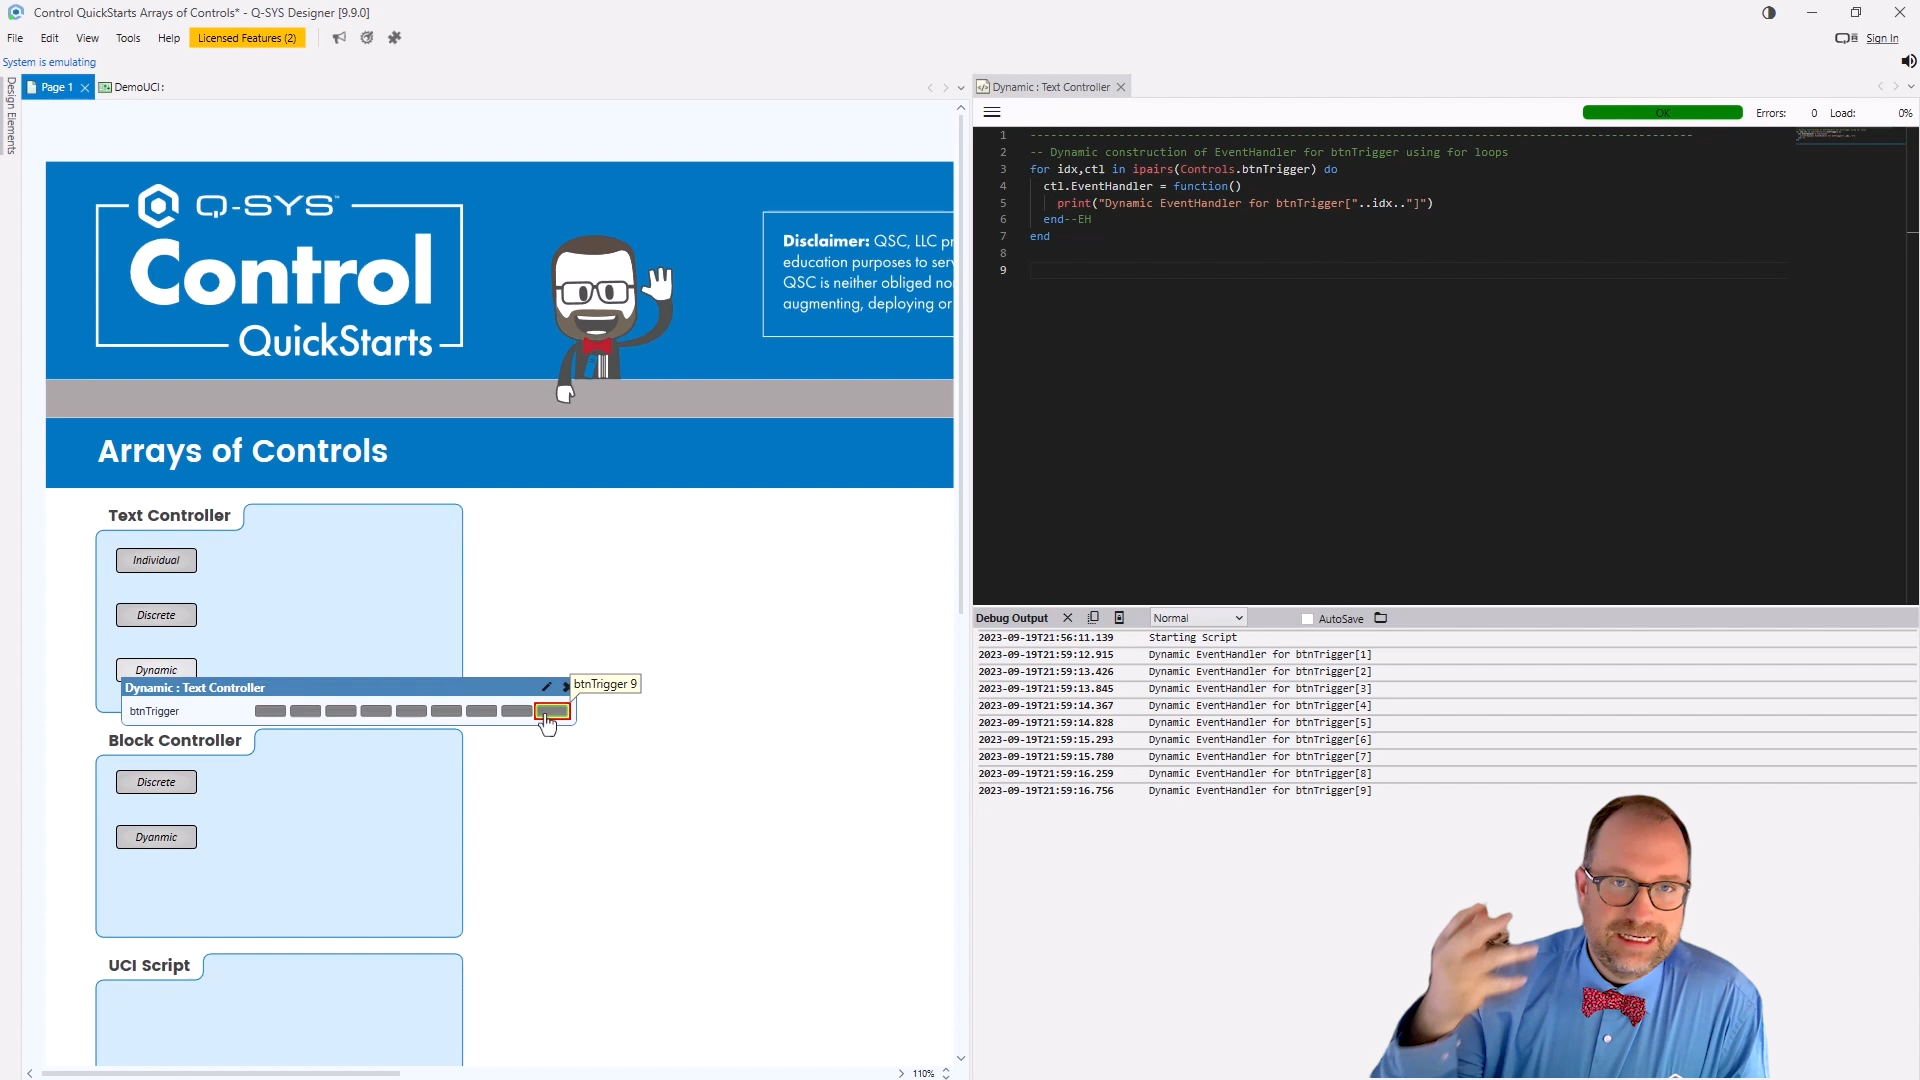 Control QuickStarts Arrays of Controls* - Q-SYS Designer [9.9.0]
File Edit View Tools Help Licensed Features (2)
Sign In
System is emulating
Design Elements
Page 1
DemoUCI:
Q-SYS™
Control
QuickStarts
Disclaimer: QSC, LLC pr
education purposes to serv
QSC is neither obliged no
augmenting, deploying or
Arrays of Controls
Text Controller
Individual
Discrete
Dynamic
Dynamic : Text Controller
btnTrigger 9
btnTrigger
Block Controller
Discrete
Dyanmic
UCI Script
110%
Dynamic : Text Controller
OK Errors: 0 Load: 0%
1 --------------------------------------------------------------------------------------------------
2 -- Dynamic construction of EventHandler for btnTrigger using for loops
3 for idx,ctl in ipairs(Controls.btnTrigger) do
4 ctl.EventHandler = function()
5 print("Dynamic EventHandler for btnTrigger["..idx.."]")
6 end--EH
7 end
8
9
Debug Output Normal AutoSave
2023-09-19T21:56:11.139 Starting Script
2023-09-19T21:59:12.915 Dynamic EventHandler for btnTrigger[1]
2023-09-19T21:59:13.426 Dynamic EventHandler for btnTrigger[2]
2023-09-19T21:59:13.845 Dynamic EventHandler for btnTrigger[3]
2023-09-19T21:59:14.367 Dynamic EventHandler for btnTrigger[4]
2023-09-19T21:59:14.828 Dynamic EventHandler for btnTrigger[5]
2023-09-19T21:59:15.293 Dynamic EventHandler for btnTrigger[6]
2023-09-19T21:59:15.780 Dynamic EventHandler for btnTrigger[7]
2023-09-19T21:59:16.259 Dynamic EventHandler for btnTrigger[8]
2023-09-19T21:59:16.756 Dynamic EventHandler for btnTrigger[9]